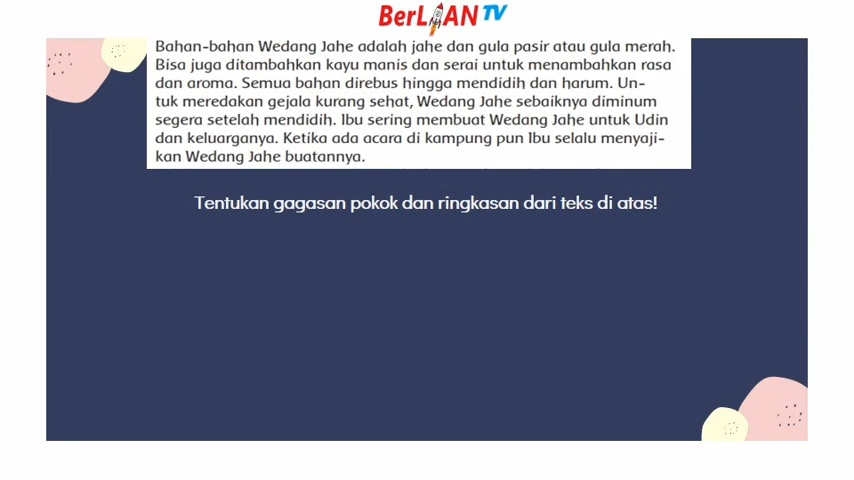 BerLIAN TV
Bahan-bahan Wedang Jahe adalah jahe dan gula pasir atau gula merah.
Bisa juga ditambahkan kayu manis dan serai untuk menambahkan rasa
dan aroma. Semua bahan direbus hingga mendidih dan harum. Un-
tuk meredakan gejala kurang sehat, Wedang Jahe sebaiknya diminum
segera setelah mendidih. Ibu sering membuat Wedang Jahe untuk Udin
dan keluarganya. Ketika ada acara di kampung pun Ibu selalu menyaji-
kan Wedang Jahe buatannya.
Tentukan gagasan pokok dan ringkasan dari teks di atas!